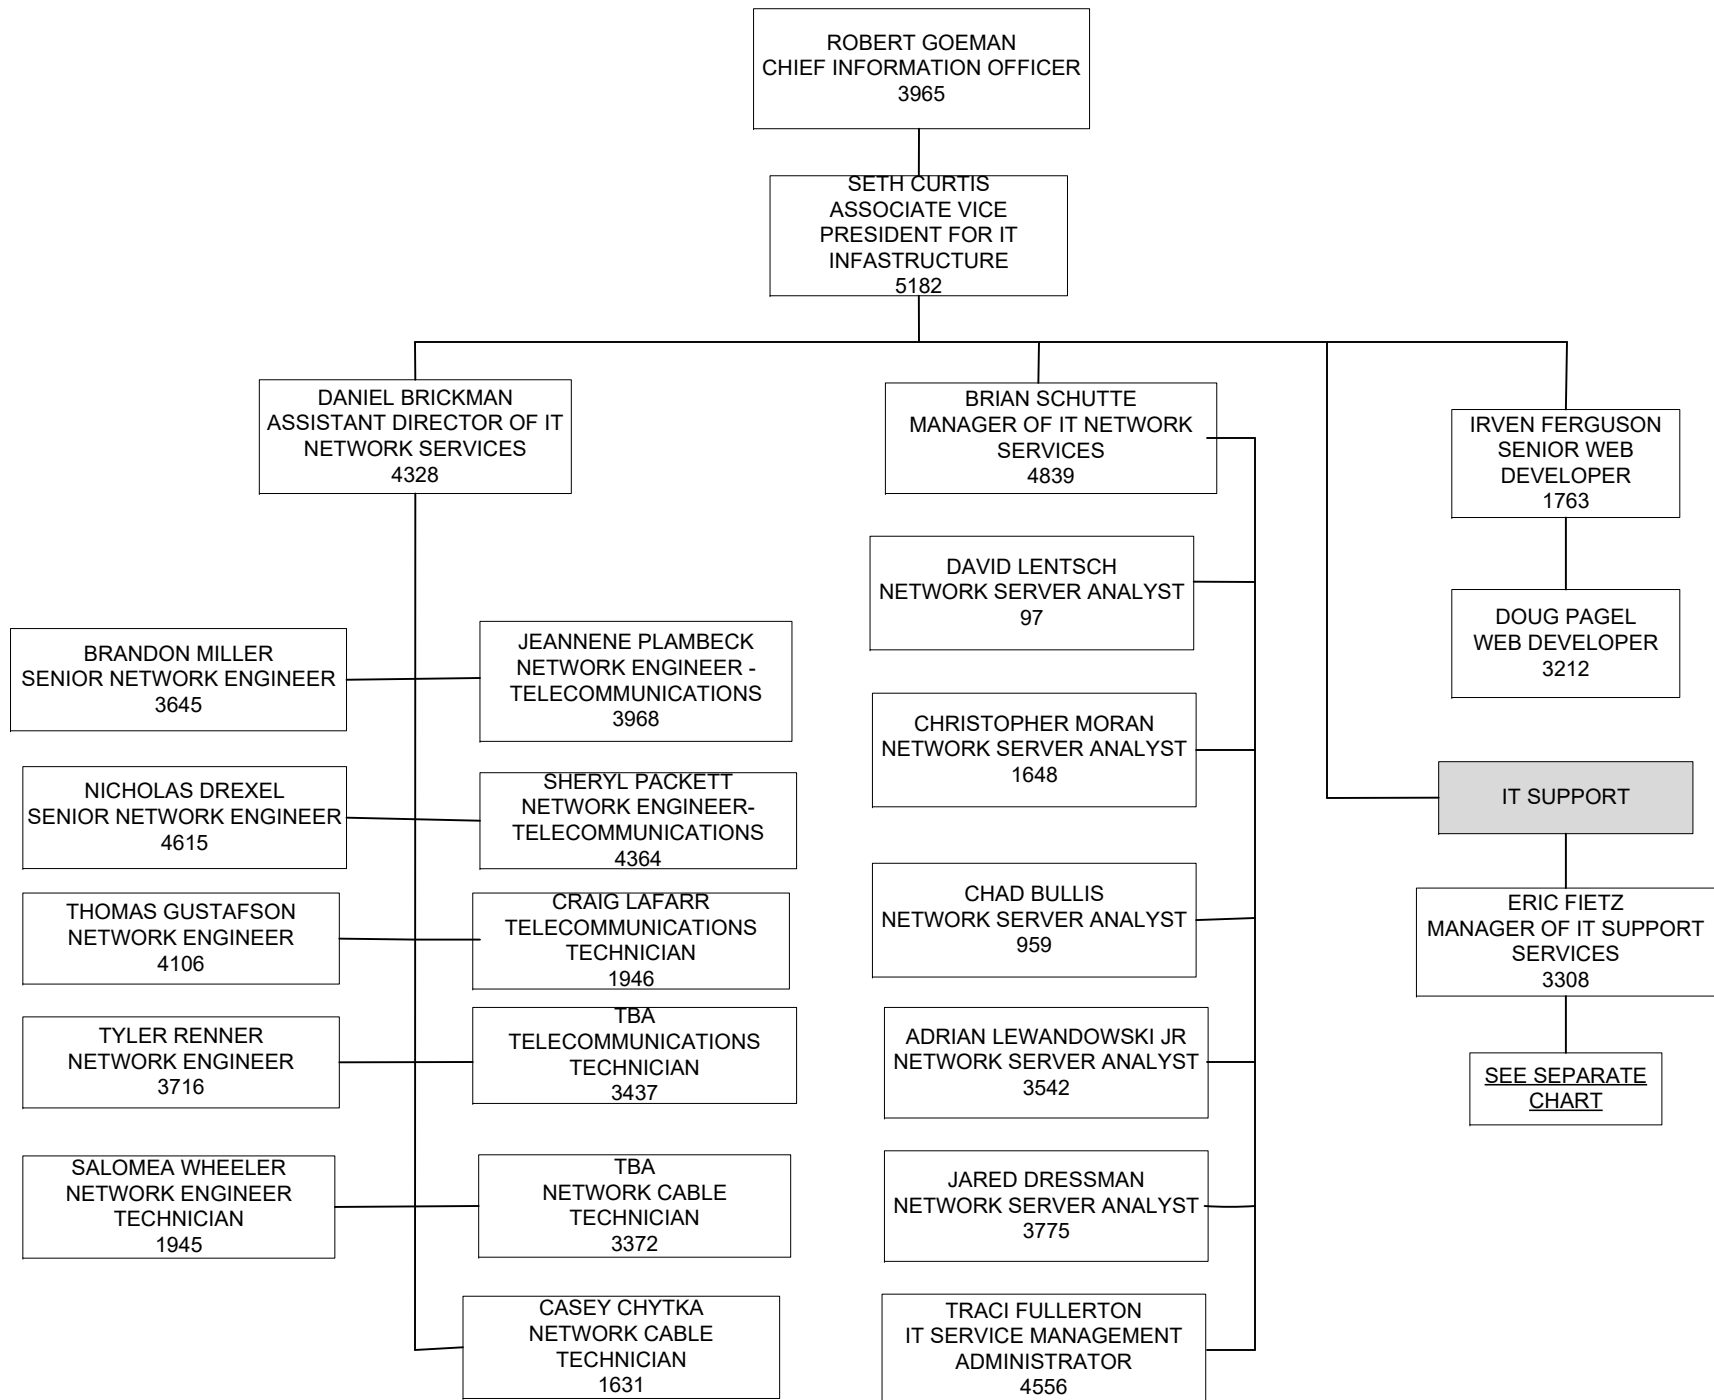 ROBERT GOEMAN
CHIEF INFORMATION OFFICER
3965
SETH CURTIS
ASSOCIATE VICE
PRESIDENT FOR IT
INFASTRUCTURE
5182
DANIEL BRICKMAN
ASSISTANT DIRECTOR OF IT
NETWORK SERVICES
4328
BRANDON MILLER
SENIOR NETWORK ENGINEER
3645
JEANNENE PLAMBECK
NETWORK ENGINEER -
TELECOMMUNICATIONS
3968
NICHOLAS DREXEL
SENIOR NETWORK ENGINEER
4615
SHERYL PACKETT
NETWORK ENGINEER-
TELECOMMUNICATIONS
4364
THOMAS GUSTAFSON
NETWORK ENGINEER
4106
CRAIG LAFARR
TELECOMMUNICATIONS
TECHNICIAN
1946
TYLER RENNER
NETWORK ENGINEER
3716
TBA
TELECOMMUNICATIONS
TECHNICIAN
3437
SALOMEA WHEELER
NETWORK ENGINEER
TECHNICIAN
1945
TBA
NETWORK CABLE
TECHNICIAN
3372
CASEY CHYTKA
NETWORK CABLE
TECHNICIAN
1631
BRIAN SCHUTTE
MANAGER OF IT NETWORK
SERVICES
4839
DAVID LENTSCH
NETWORK SERVER ANALYST
97
CHRISTOPHER MORAN
NETWORK SERVER ANALYST
1648
CHAD BULLIS
NETWORK SERVER ANALYST
959
ADRIAN LEWANDOWSKI JR
NETWORK SERVER ANALYST
3542
JARED DRESSMAN
NETWORK SERVER ANALYST
3775
TRACI FULLERTON
IT SERVICE MANAGEMENT
ADMINISTRATOR
4556
IRVEN FERGUSON
SENIOR WEB
DEVELOPER
1763
DOUG PAGEL
WEB DEVELOPER
3212
IT SUPPORT
ERIC FIETZ
MANAGER OF IT SUPPORT
SERVICES
3308
SEE SEPARATE
CHART